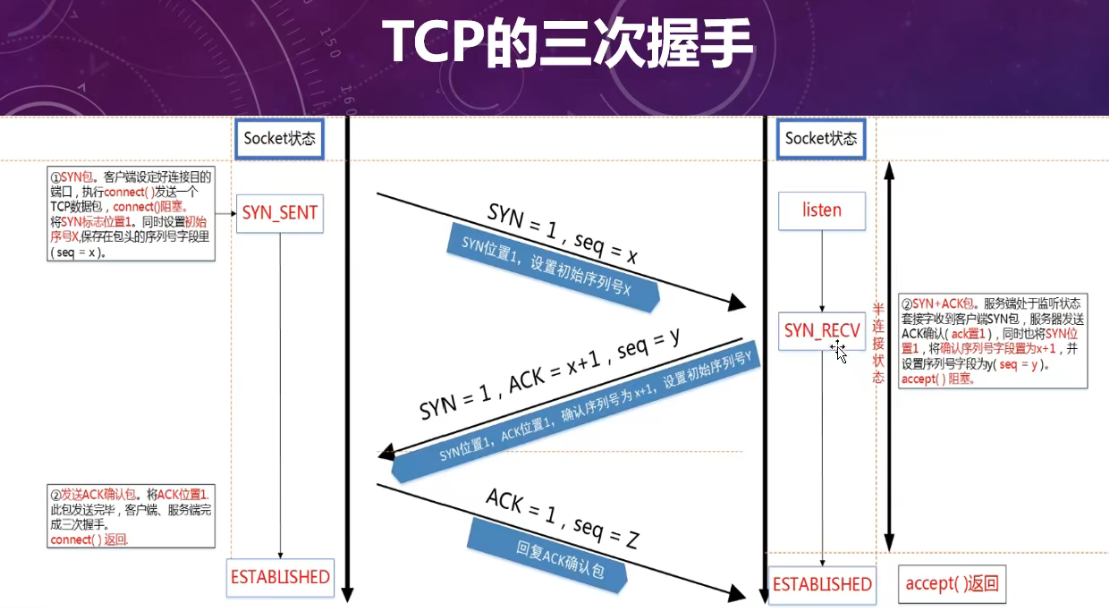 TCP的三次握手
Socket状态
Socket状态
①SYN包。客户端设定好连接目的
端口，执行connect( )发送一个
TCP数据包，connect()阻塞。
将SYN标志位置1。同时设置初始
序号X,保存在包头的序列号字段里
( seq = x )。
SYN_SENT
listen
SYN = 1 , seq = x
SYN位置1，设置初始序列号X
SYN_RECV
半连接状态
②SYN+ACK包。服务端处于监听状态
套接字收到客户端SYN包，服务器发送
ACK确认( ack置1 )，同时也将SYN位
置1，将确认序列号字段置为x+1，并
设置序列号字段为y( seq = y )。
accept( ) 阻塞。
SYN = 1 , ACK = x+1 , seq = y
SYN位置1，ACK位置1，确认序列号为 x+1，设置初始序列号Y
②发送ACK确认包。将ACK位置1.
此包发送完毕，客户端、服务端完
成三次握手。
connect( ) 返回.
ACK = 1 , seq = Z
回复ACK确认包
ESTABLISHED
ESTABLISHED
accept( )返回
150
160